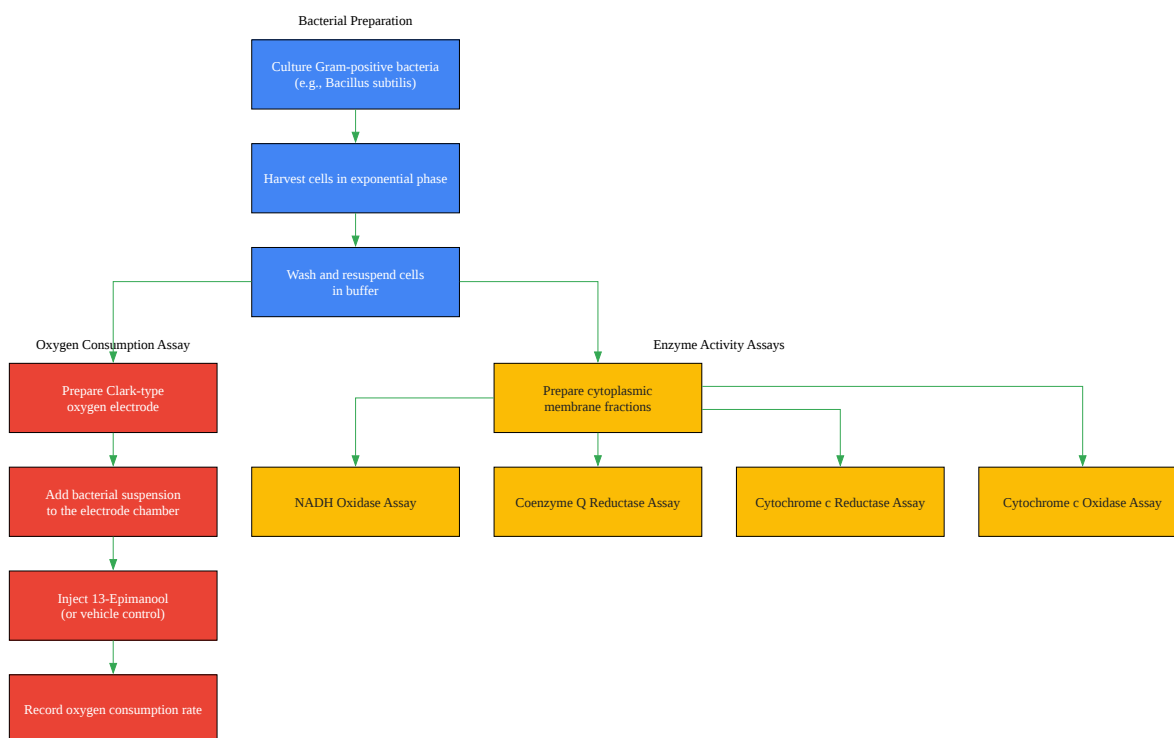 Bacterial Preparation
Culture Gram-positive bacteria
(e.g., Bacillus subtilis)
Harvest cells in exponential phase
Wash and resuspend cells
in buffer
Oxygen Consumption Assay
Enzyme Activity Assays
Prepare Clark-type
oxygen electrode
Prepare cytoplasmic
membrane fractions
Add bacterial suspension
to the electrode chamber
NADH Oxidase Assay
Coenzyme Q Reductase Assay
Cytochrome c Reductase Assay
Cytochrome c Oxidase Assay
Inject 13-Epimanool
(or vehicle control)
Record oxygen consumption rate